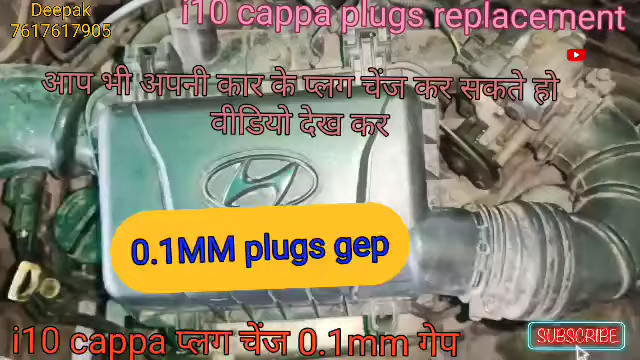 Deepak
7617617905
i10 cappa plugs replacement
आप भी अपनी कार के प्लग चेंज कर सकते हो
वीडियो देख कर
0.1MM plugs gep
i10 cappa प्लग चेंज 0.1mm गेप
SUBSCRIBE